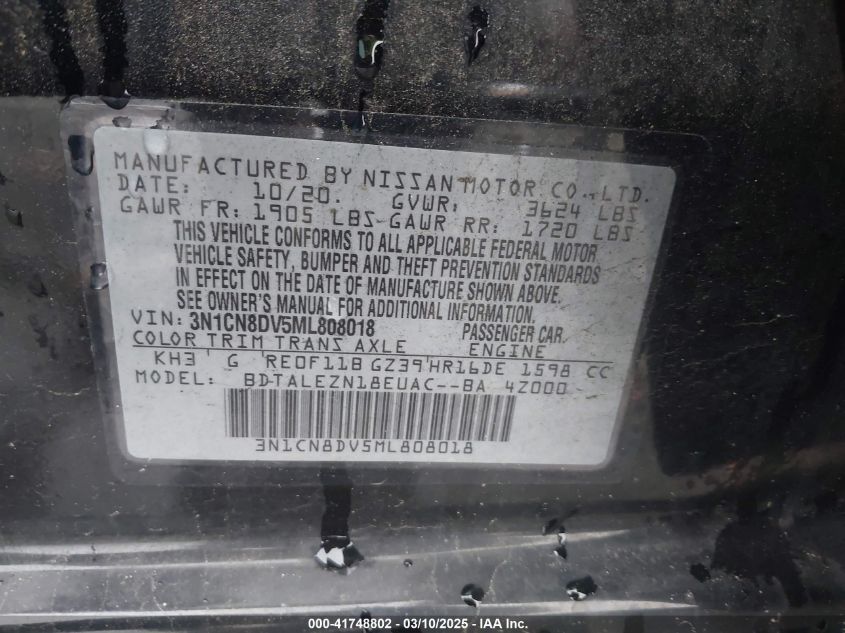 MANUFACTURED BY NISSAN MOTOR CO., LTD.
DATE: 10/20. GVWR: 3624 LBS
GAWR FR: 1905 LBS GAWR RR: 1720 LBS
THIS VEHICLE CONFORMS TO ALL APPLICABLE FEDERAL MOTOR
VEHICLE SAFETY, BUMPER AND THEFT PREVENTION STANDARDS
IN EFFECT ON THE DATE OF MANUFACTURE SHOWN ABOVE.
SEE OWNER'S MANUAL FOR ADDITIONAL INFORMATION.
VIN: 3N1CN8DV5ML808018 PASSENGER CAR
COLOR TRIM TRANS AXLE ENGINE
KH3 G RE0F11B GZ39 HR16DE 1598 CC
MODEL: BDTALEZN18EUAC--BA 4Z000
3N1CN8DV5ML808018
000-41748802 - 03/10/2025 - IAA Inc.